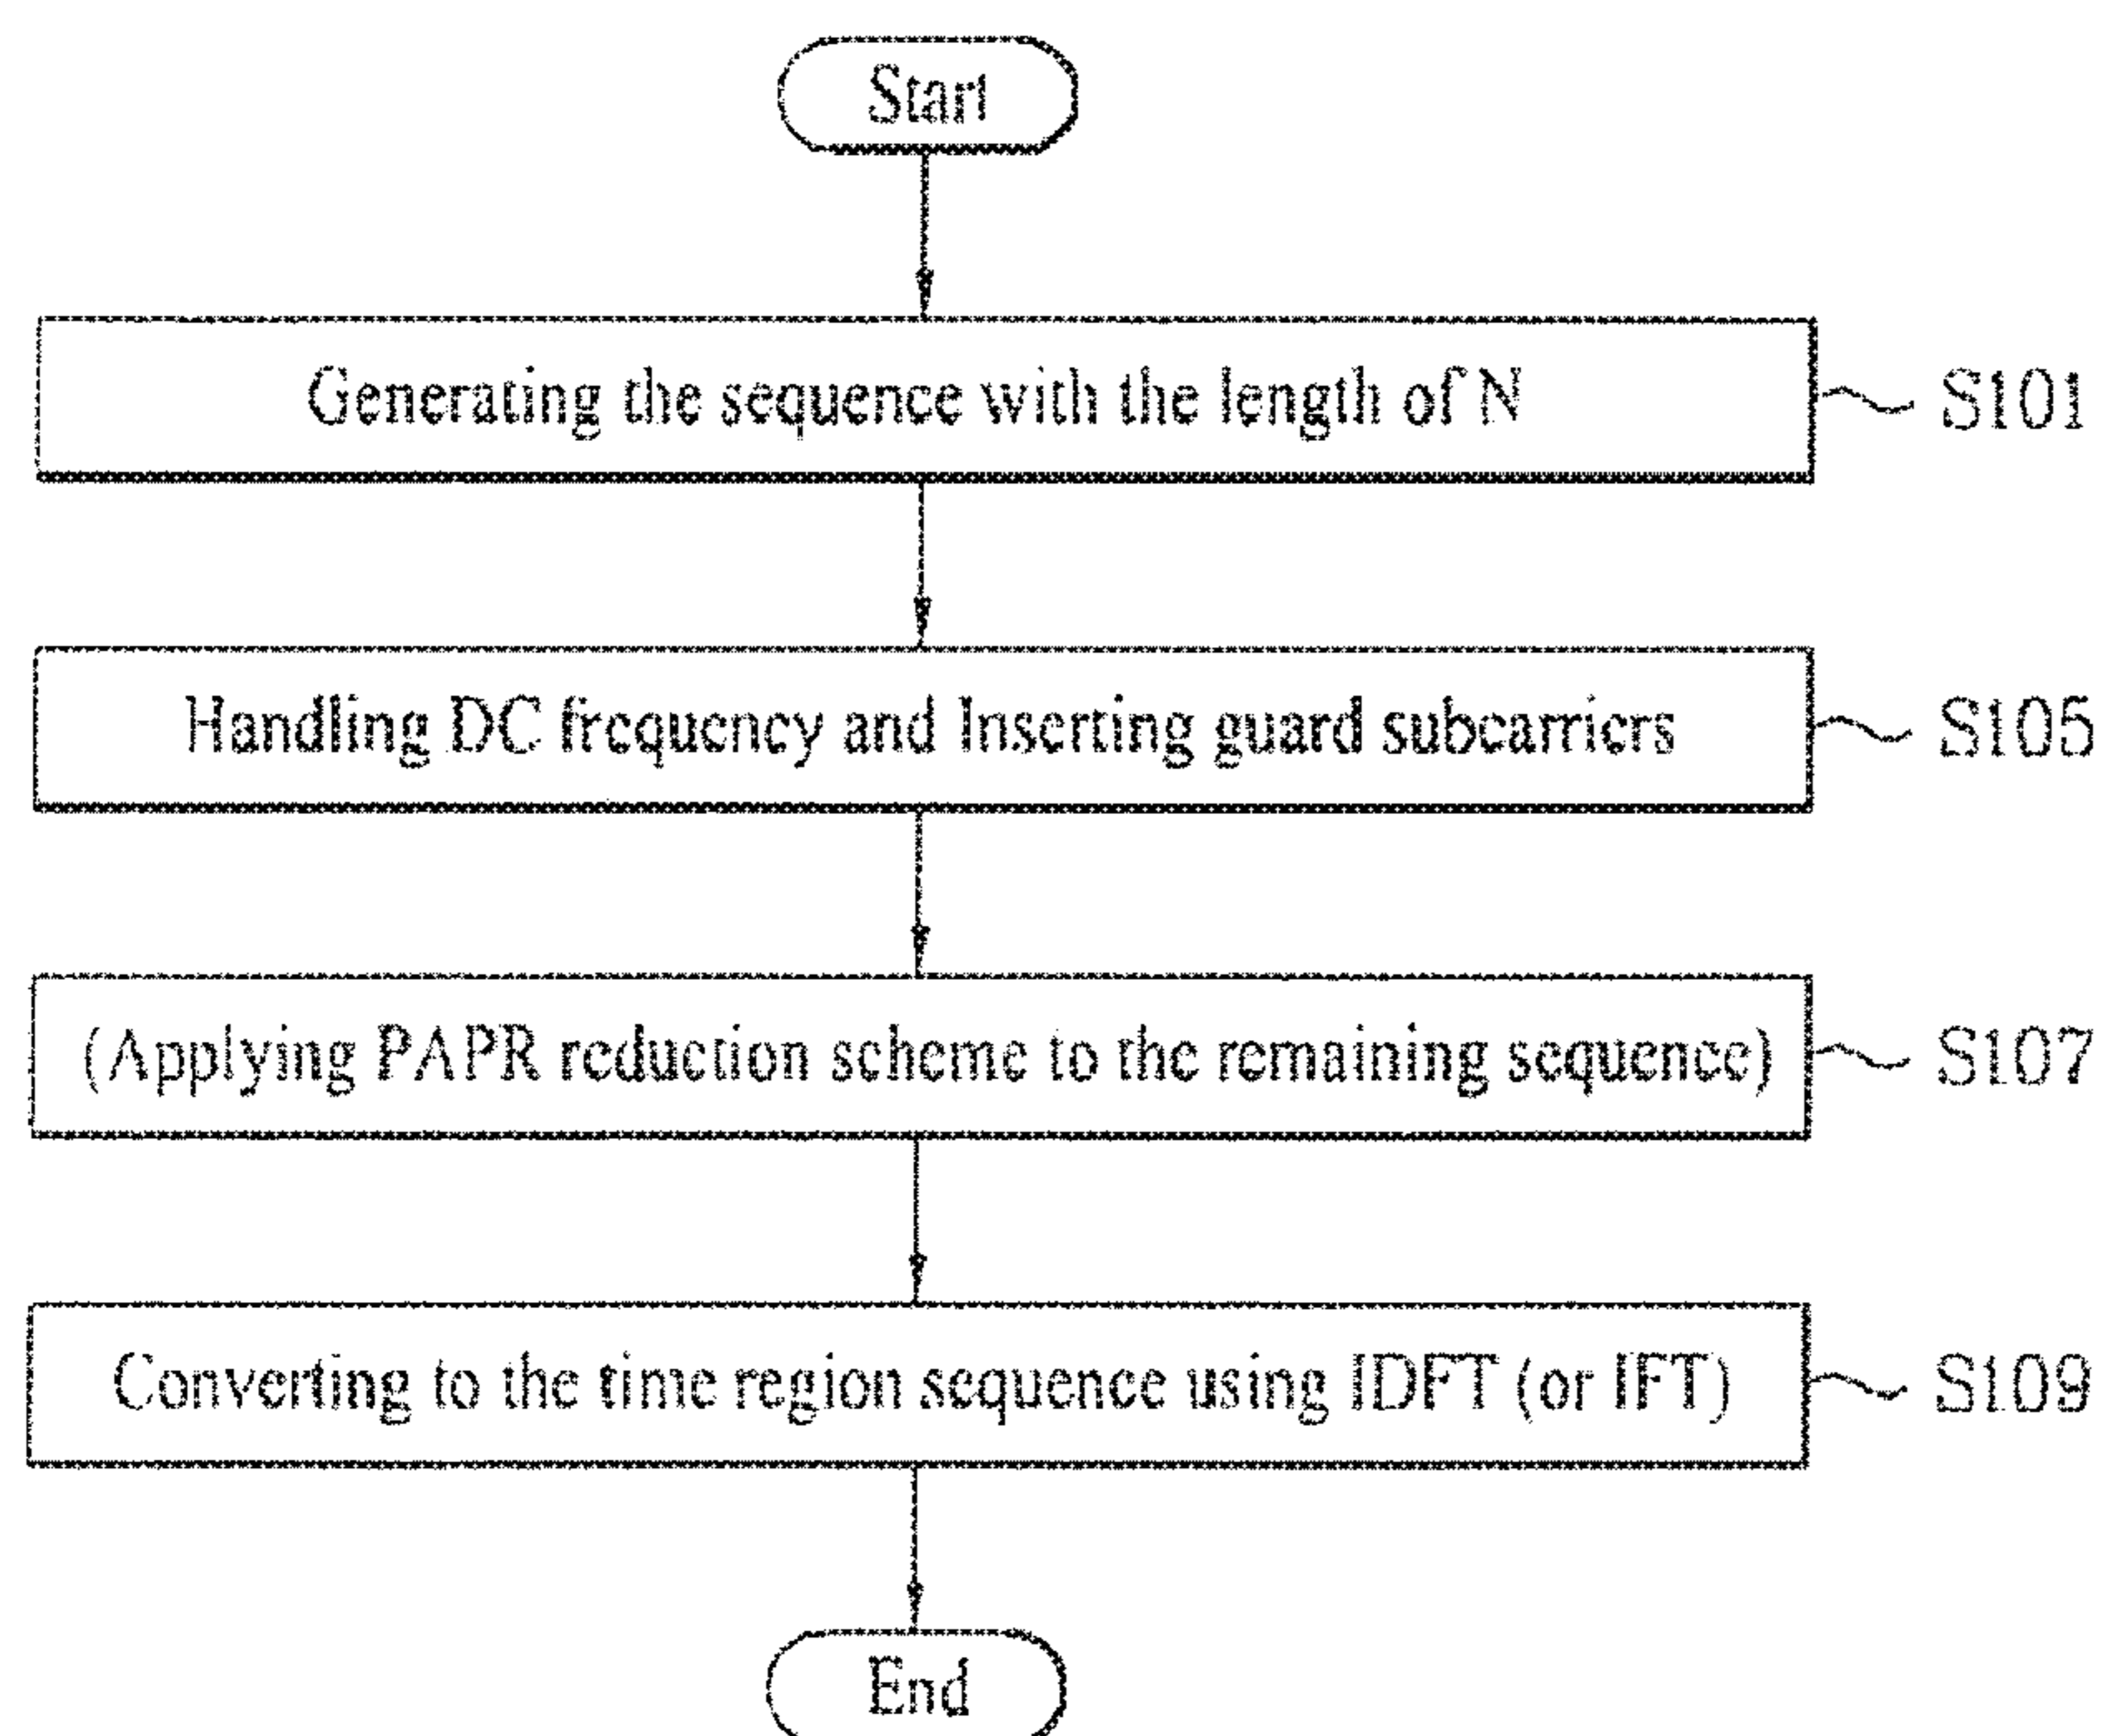 Start
Generating the sequence with the length of N
S101
Handling DC frequency and Inserting guard subcarriers
S105
(Applying PAPR reduction scheme to the remaining sequence)
S107
Converting to the time region sequence using IDFT (or IFT)
S109
End